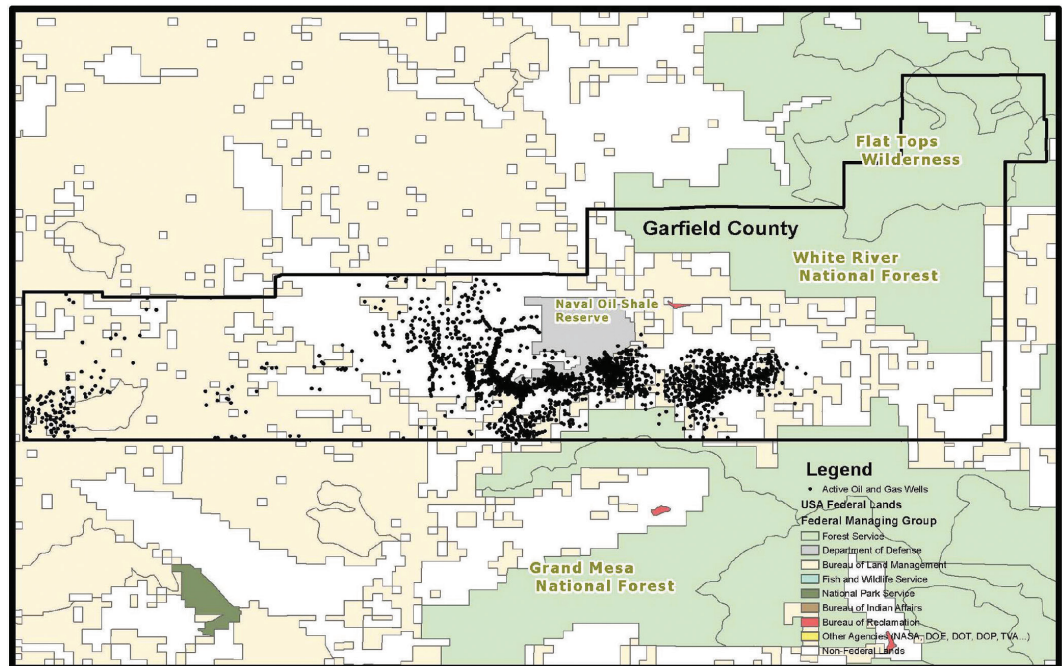 Flat Tops
Wilderness
Garfield County
White River
National Forest
Naval Oil Shale
Reserve
Legend
Active Oil and Gas Wells
USA Federal Lands
Federal Managing Group
Forest Service
Department of Defense
Bureau of Land Management
Fish and Wildlife Service
National Park Service
Bureau of Indian Affairs
Bureau of Reclamation
Other Agencies (NASA, DOE, DOT, DOP, TVA...)
Non-Federal Lands
Grand Mesa
National Forest